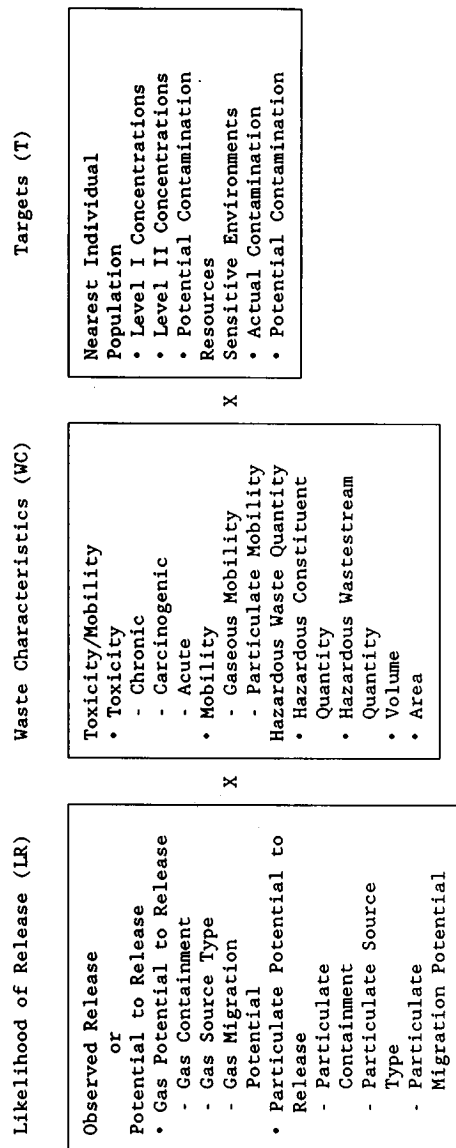 Likelihood of Release (LR)
Observed Release
or
Potential to Release
• Gas Potential to Release
- Gas Containment
- Gas Source Type
- Gas Migration
Potential
• Particulate Potential to
Release
- Particulate
Containment
- Particulate Source
Type
- Particulate
Migration Potential
X
Waste Characteristics (WC)
Toxicity/Mobility
• Toxicity
- Chronic
- Carcinogenic
- Acute
• Mobility
- Gaseous Mobility
- Particulate Mobility
Hazardous Waste Quantity
• Hazardous Constituent
Quantity
• Hazardous Wastestream
Quantity
• Volume
• Area
X
Targets (T)
Nearest Individual
Population
• Level I Concentrations
• Level II Concentrations
• Potential Contamination
Resources
Sensitive Environments
• Actual Contamination
• Potential Contamination